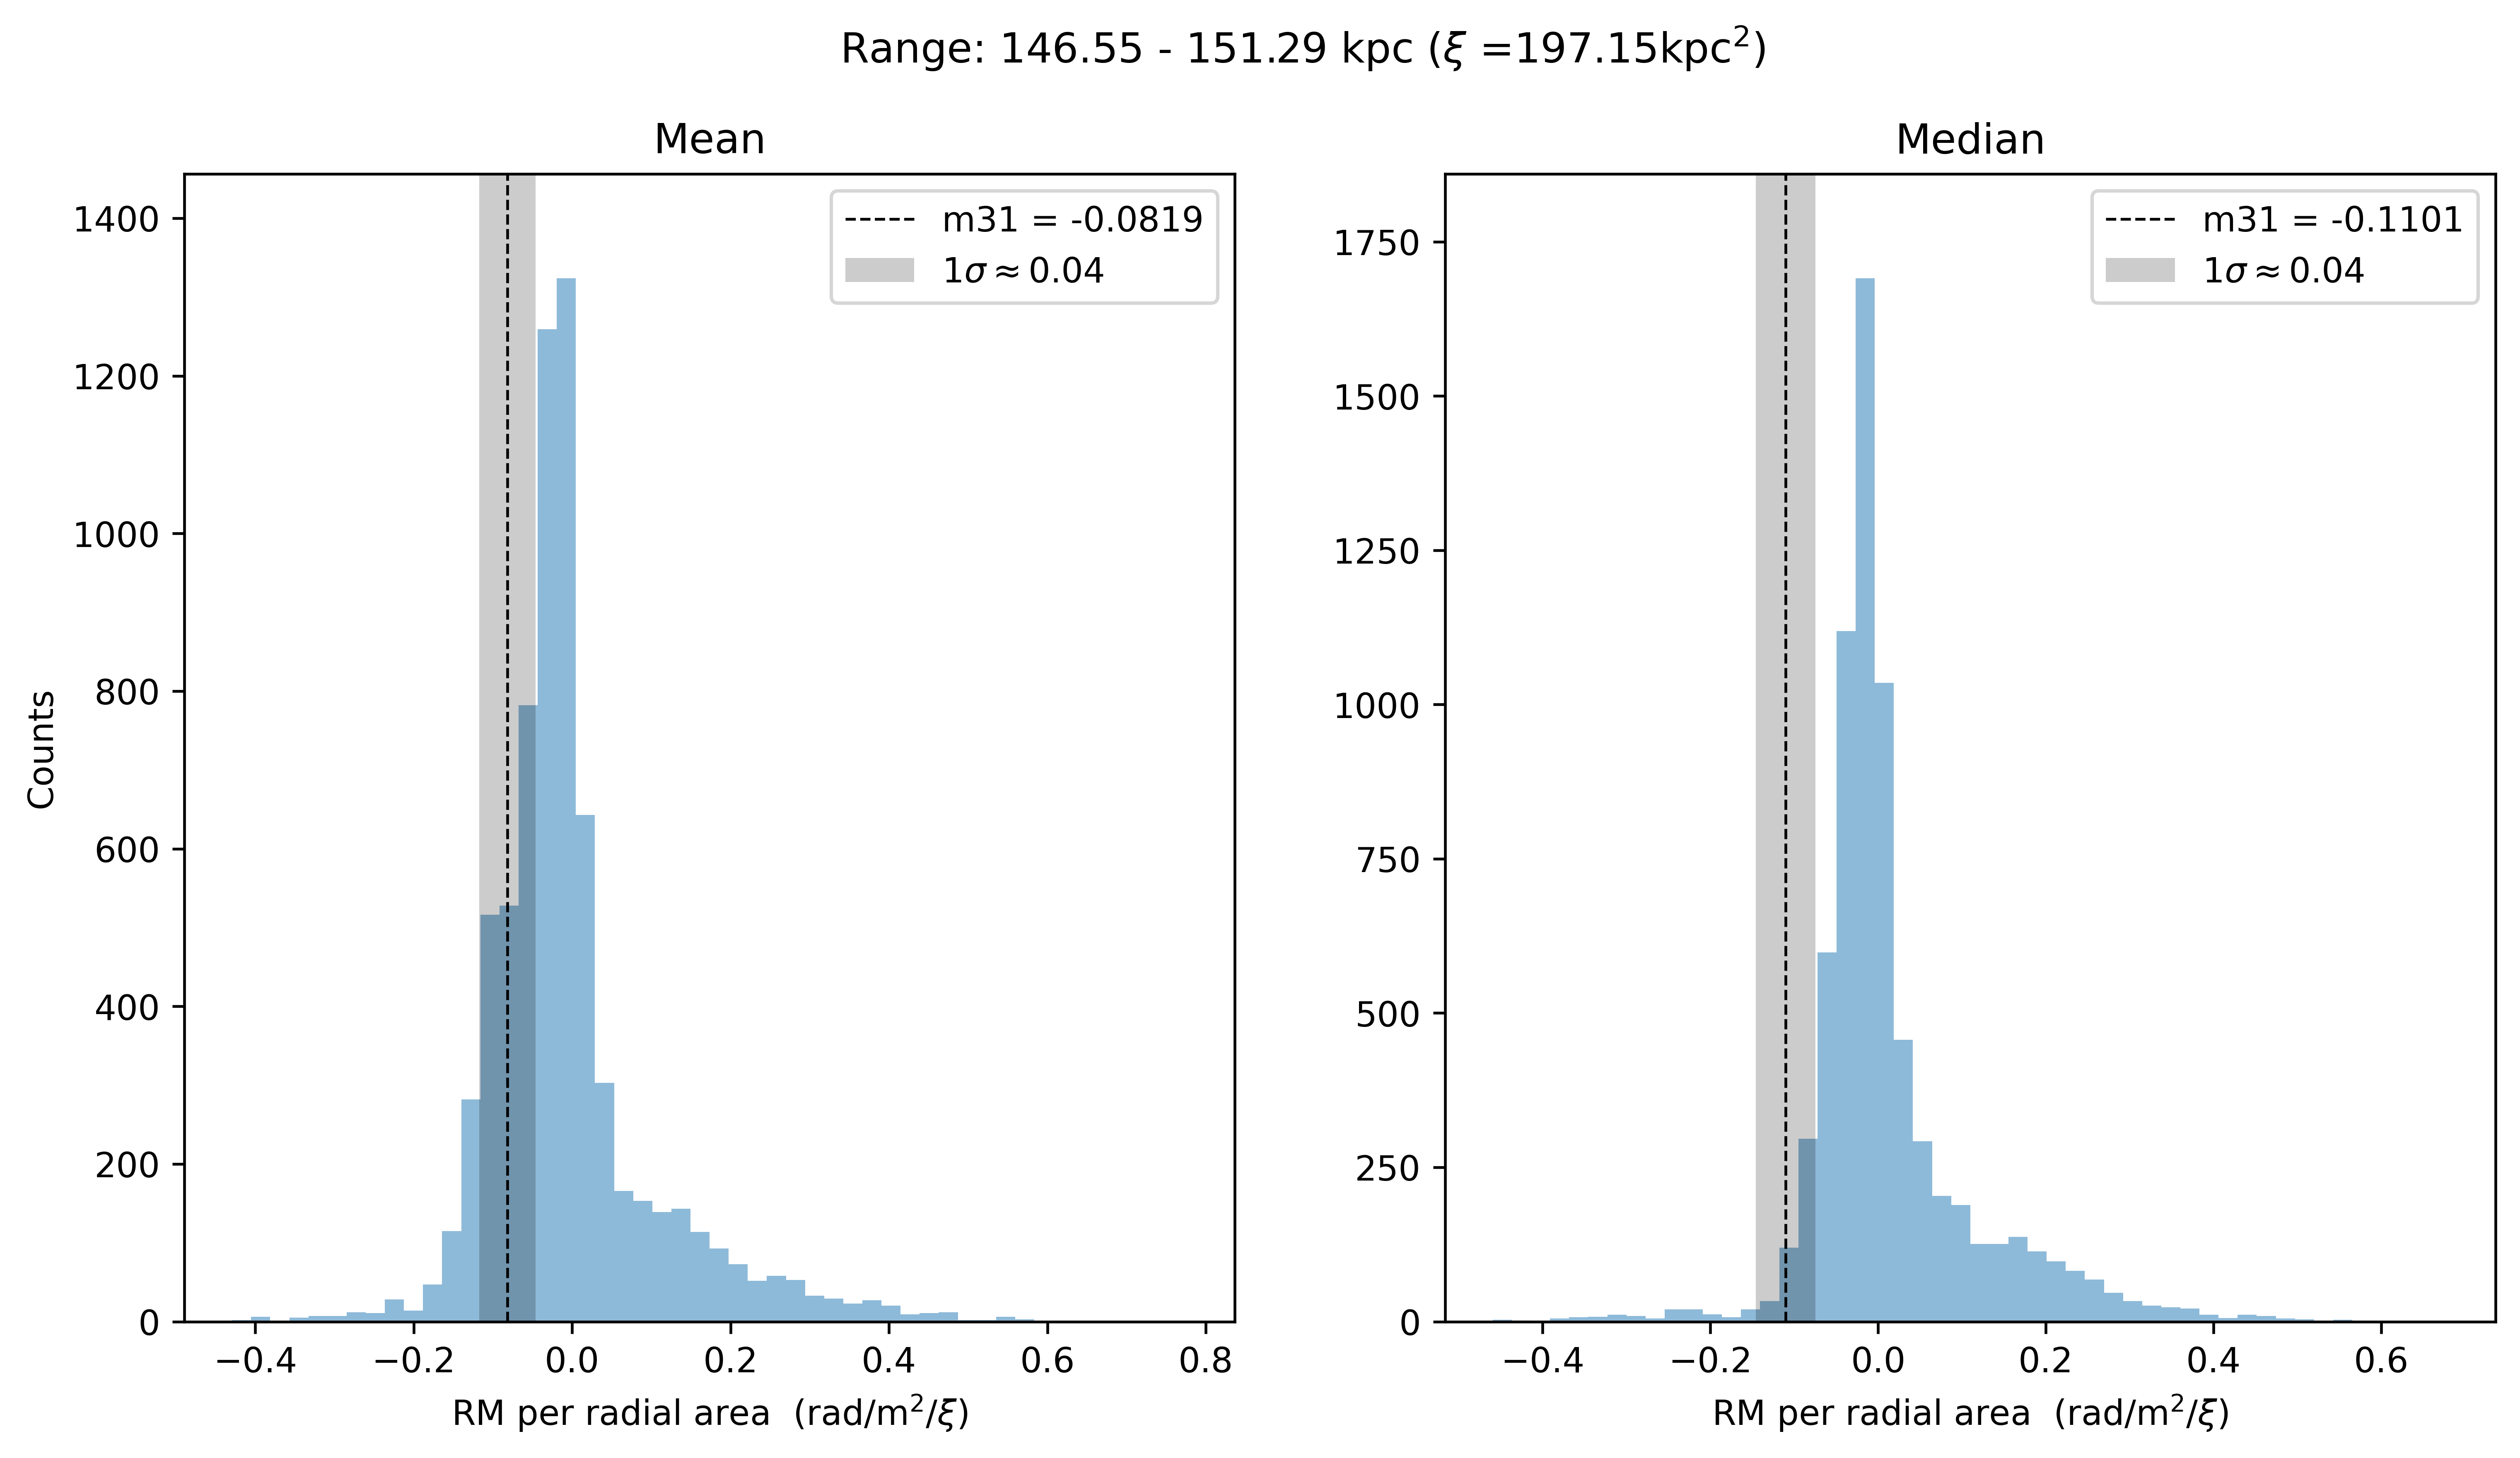 Range: 146.55 - 151.29 kpc (ξ =197.15kpc²)
Mean
m31 = -0.0819
1σ ≈ 0.04
1400
1200
1000
800
600
400
200
0
Counts
−0.4 −0.2 0.0 0.2 0.4 0.6 0.8
RM per radial area (rad/m²/ξ)
Median
m31 = -0.1101
1σ ≈ 0.04
1750
1500
1250
1000
750
500
250
0
−0.4 −0.2 0.0 0.2 0.4 0.6
RM per radial area (rad/m²/ξ)